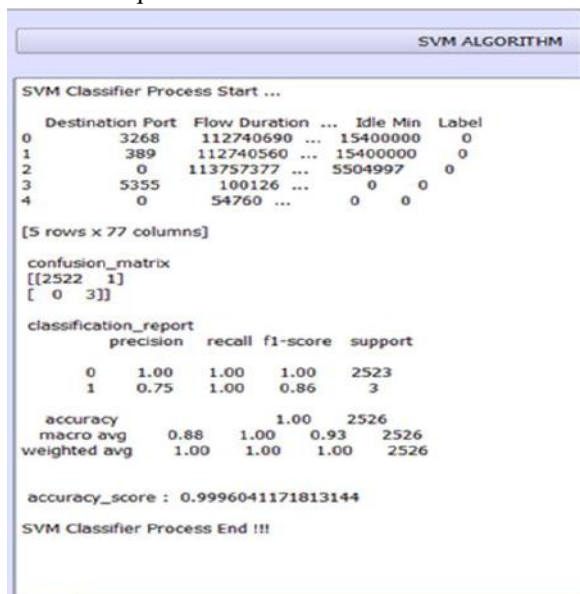 SVM ALGORITHM
SVM Classifier Process Start ...
Destination Port Flow Duration ... Idle Min Label
0 3268 112740690 ... 15400000 0
1 389 112740560 ... 15400000 0
2 0 113757377 ... 5504997 0
3 5355 100126 ... 0 0
4 0 54760 ... 0 0
[5 rows x 77 columns]
confusion_matrix
[[2522 1]
[ 0 3]]
classification_report
precision recall f1-score support
0 1.00 1.00 1.00 2523
1 0.75 1.00 0.86 3
accuracy 1.00 2526
macro avg 0.88 1.00 0.93 2526
weighted avg 1.00 1.00 1.00 2526
accuracy_score : 0.9996041171813144
SVM Classifier Process End !!!